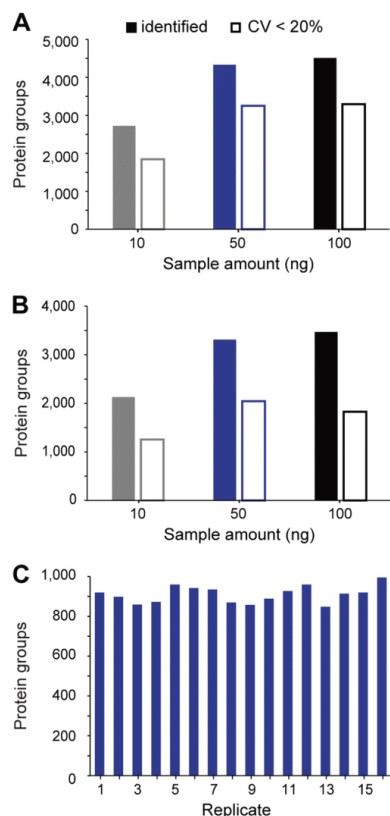 A
identified
CV < 20%
5,000
4,000
3,000
2,000
1,000
0
Protein groups
10
50
100
Sample amount (ng)
B
4,000
3,000
2,000
1,000
0
Protein groups
10
50
100
Sample amount (ng)
C
1,000
800
600
400
200
0
Protein groups
1
3
5
7
9
11
13
15
Replicate